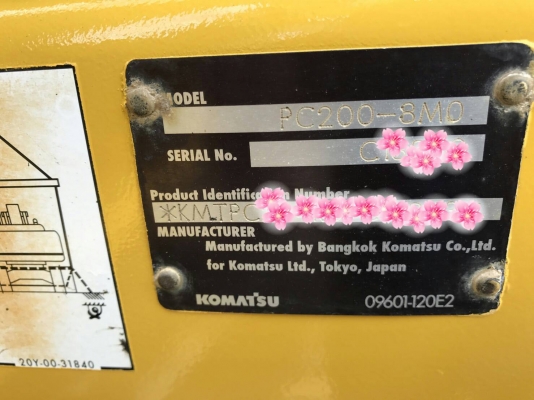 MODEL PC200-8M0
SERIAL No.
Product Identification Number
*KMTPC
MANUFACTURER
Manufactured by Bangkok Komatsu Co.,Ltd.
for Komatsu Ltd., Tokyo, Japan
KOMATSU 09601-120E2
20Y-00-31840